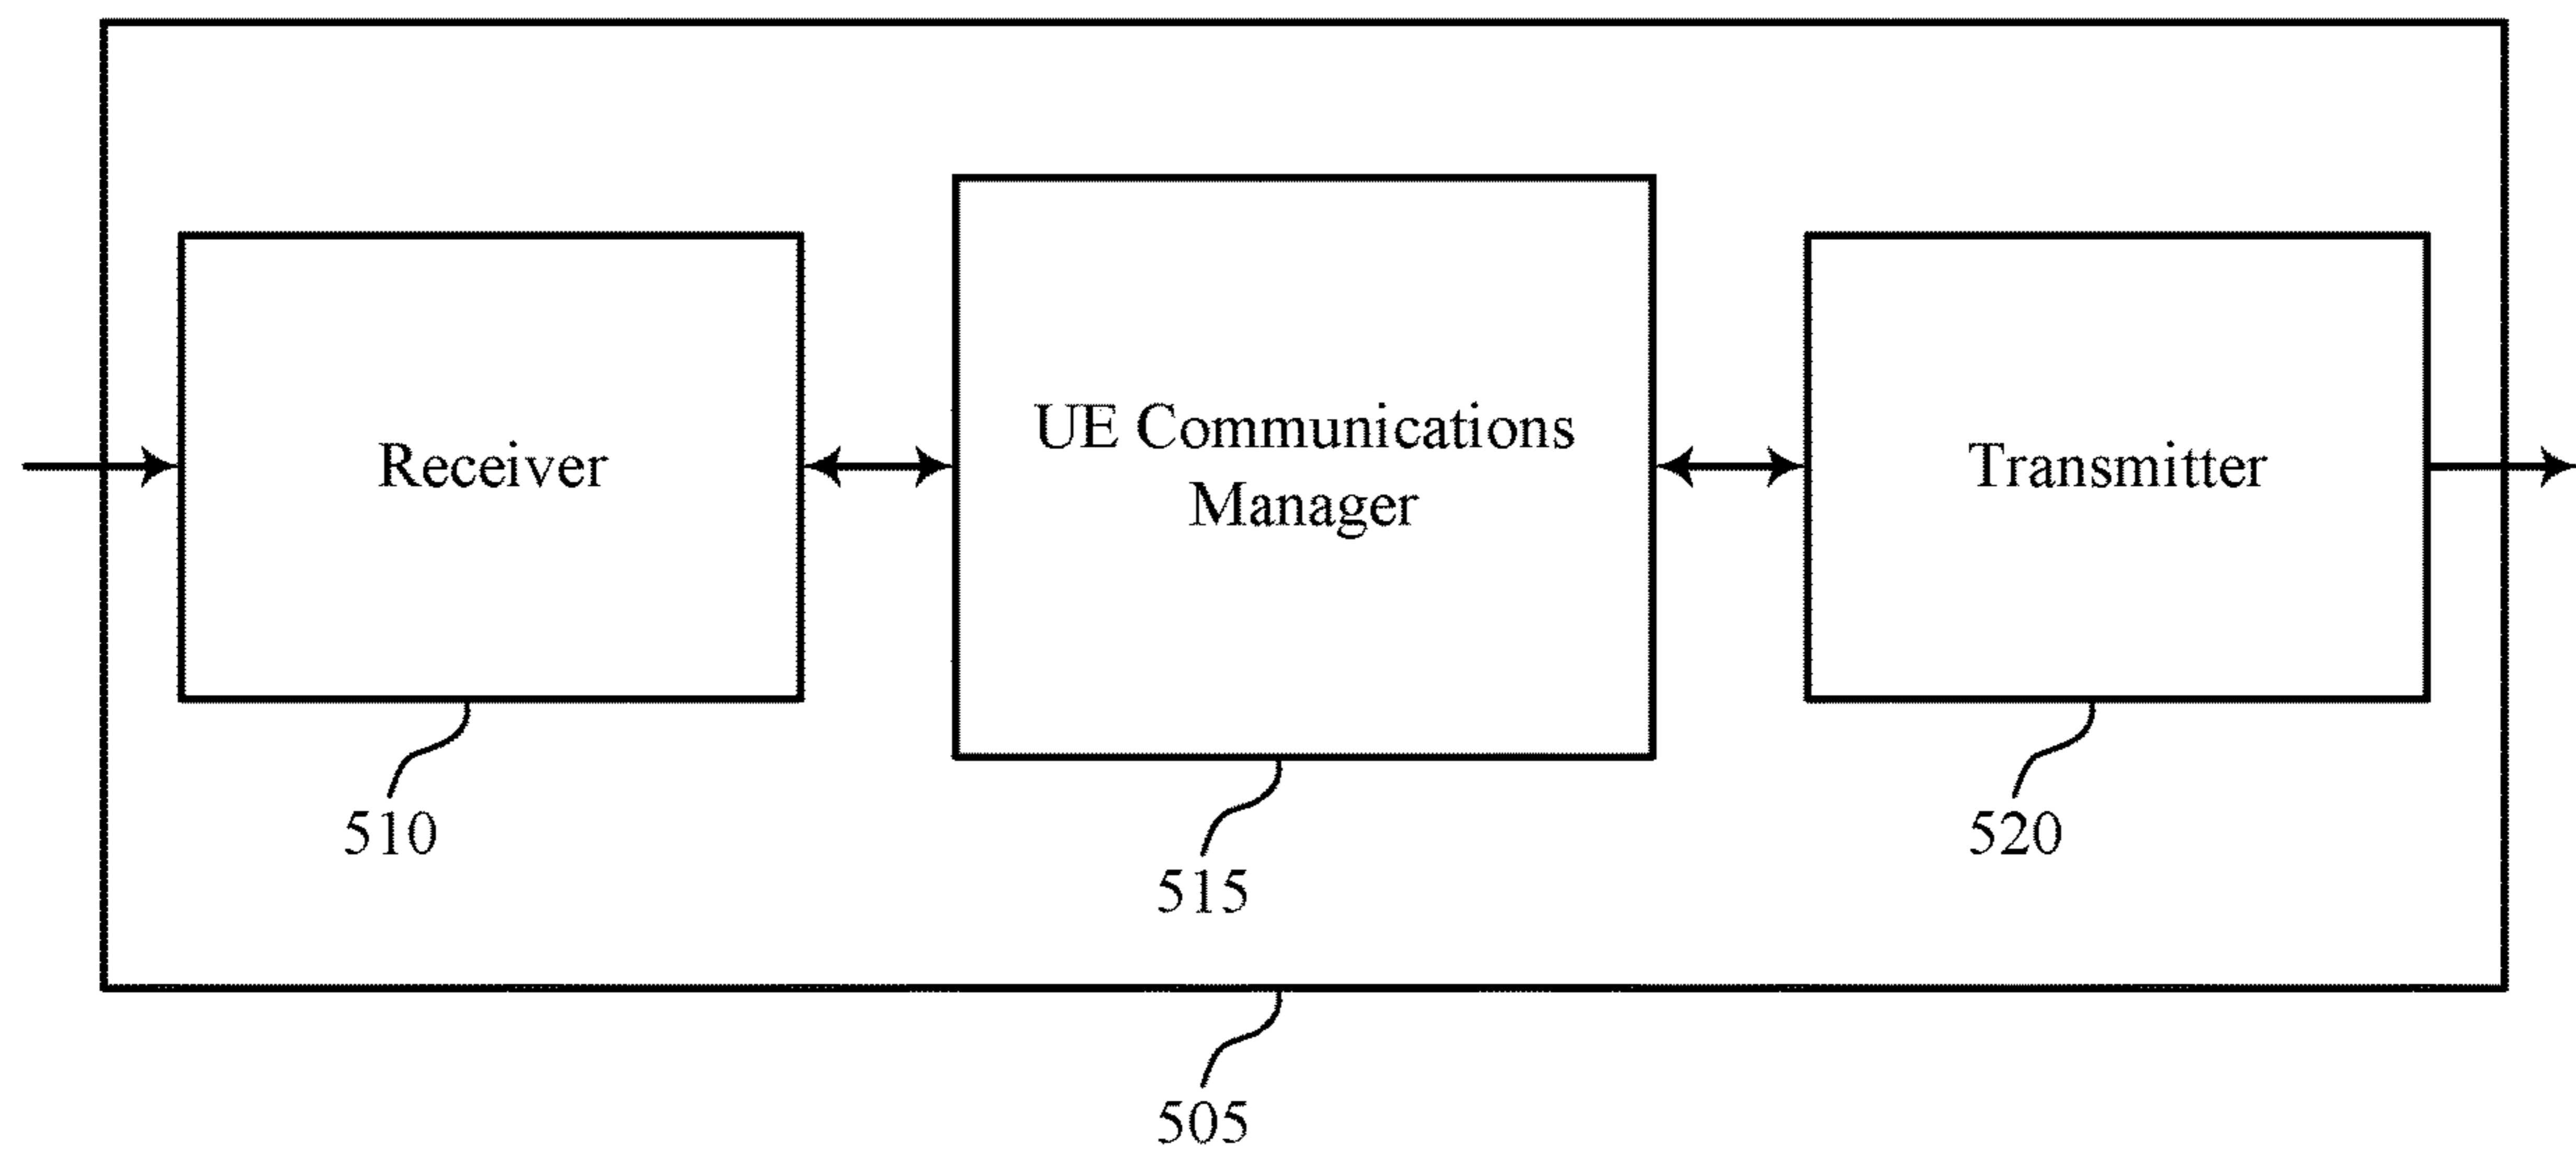 Receiver
UE Communications
Manager
Transmitter
510
515
520
505